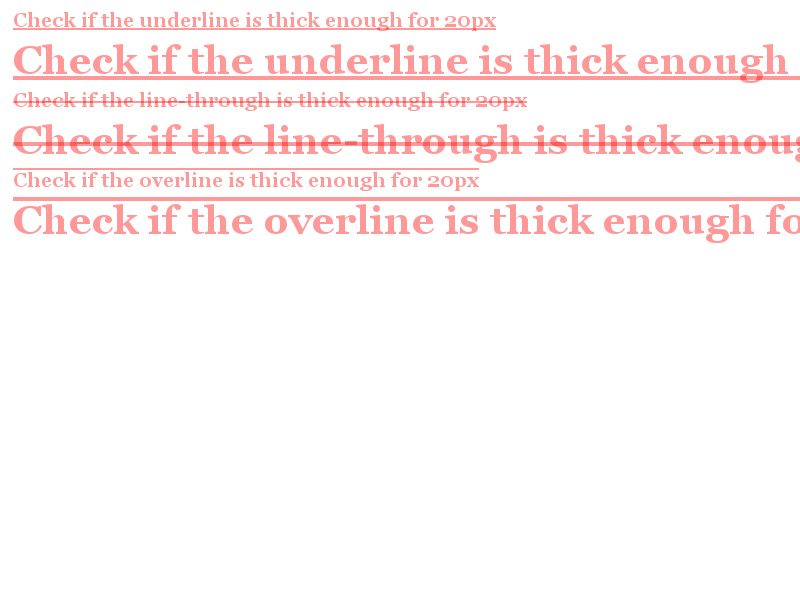 Check if the underline is thick enough for 20px
Check if the underline is thick enough
Check if the line-through is thick enough for 20px
Check if the line-through is thick enoug
Check if the overline is thick enough for 20px
Check if the overline is thick enough fo